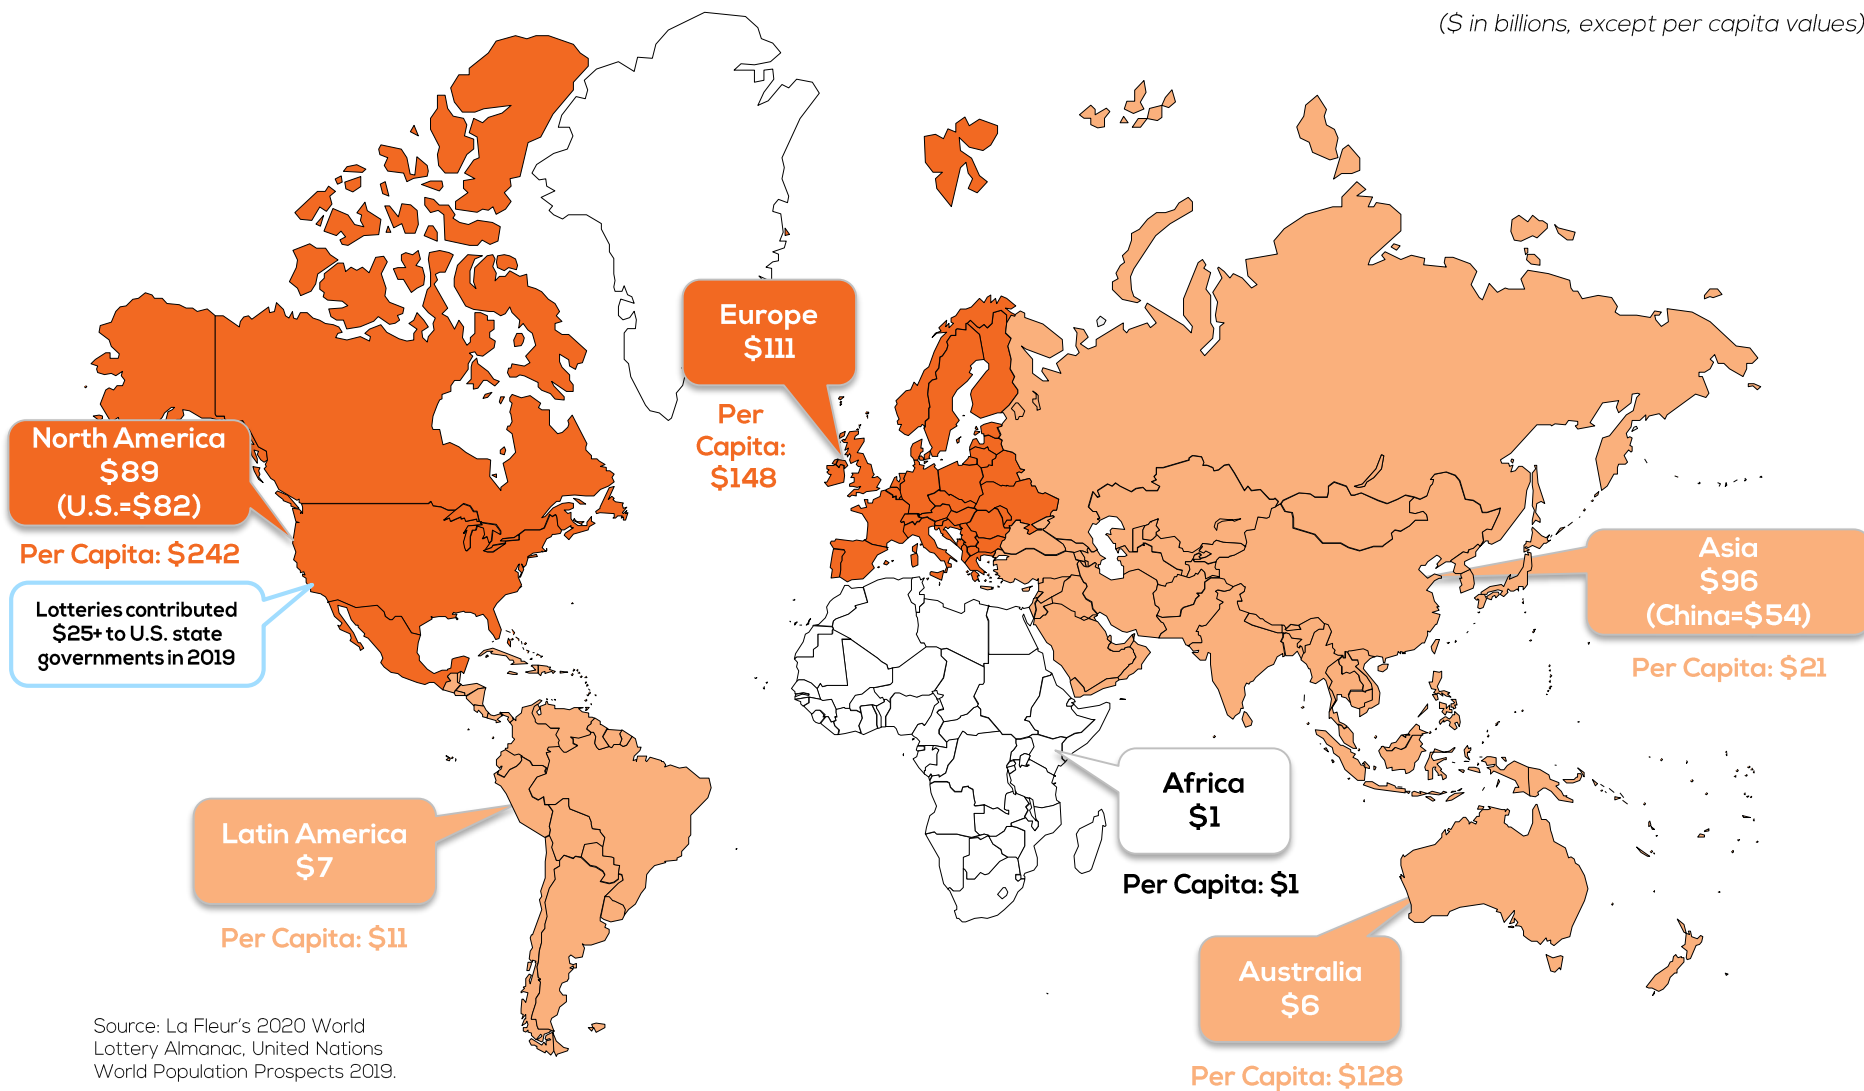 ($ in billions, except per capita values)
Europe
$111
Per
Capita:
$148
North America
$89
(U.S.=$82)
Per Capita: $242
Lotteries contributed
$25+ to U.S. state
governments in 2019
Asia
$96
(China=$54)
Per Capita: $21
Africa
$1
Per Capita: $1
Latin America
$7
Per Capita: $11
Australia
$6
Per Capita: $128
Source: La Fleur's 2020 World
Lottery Almanac, United Nations
World Population Prospects 2019.